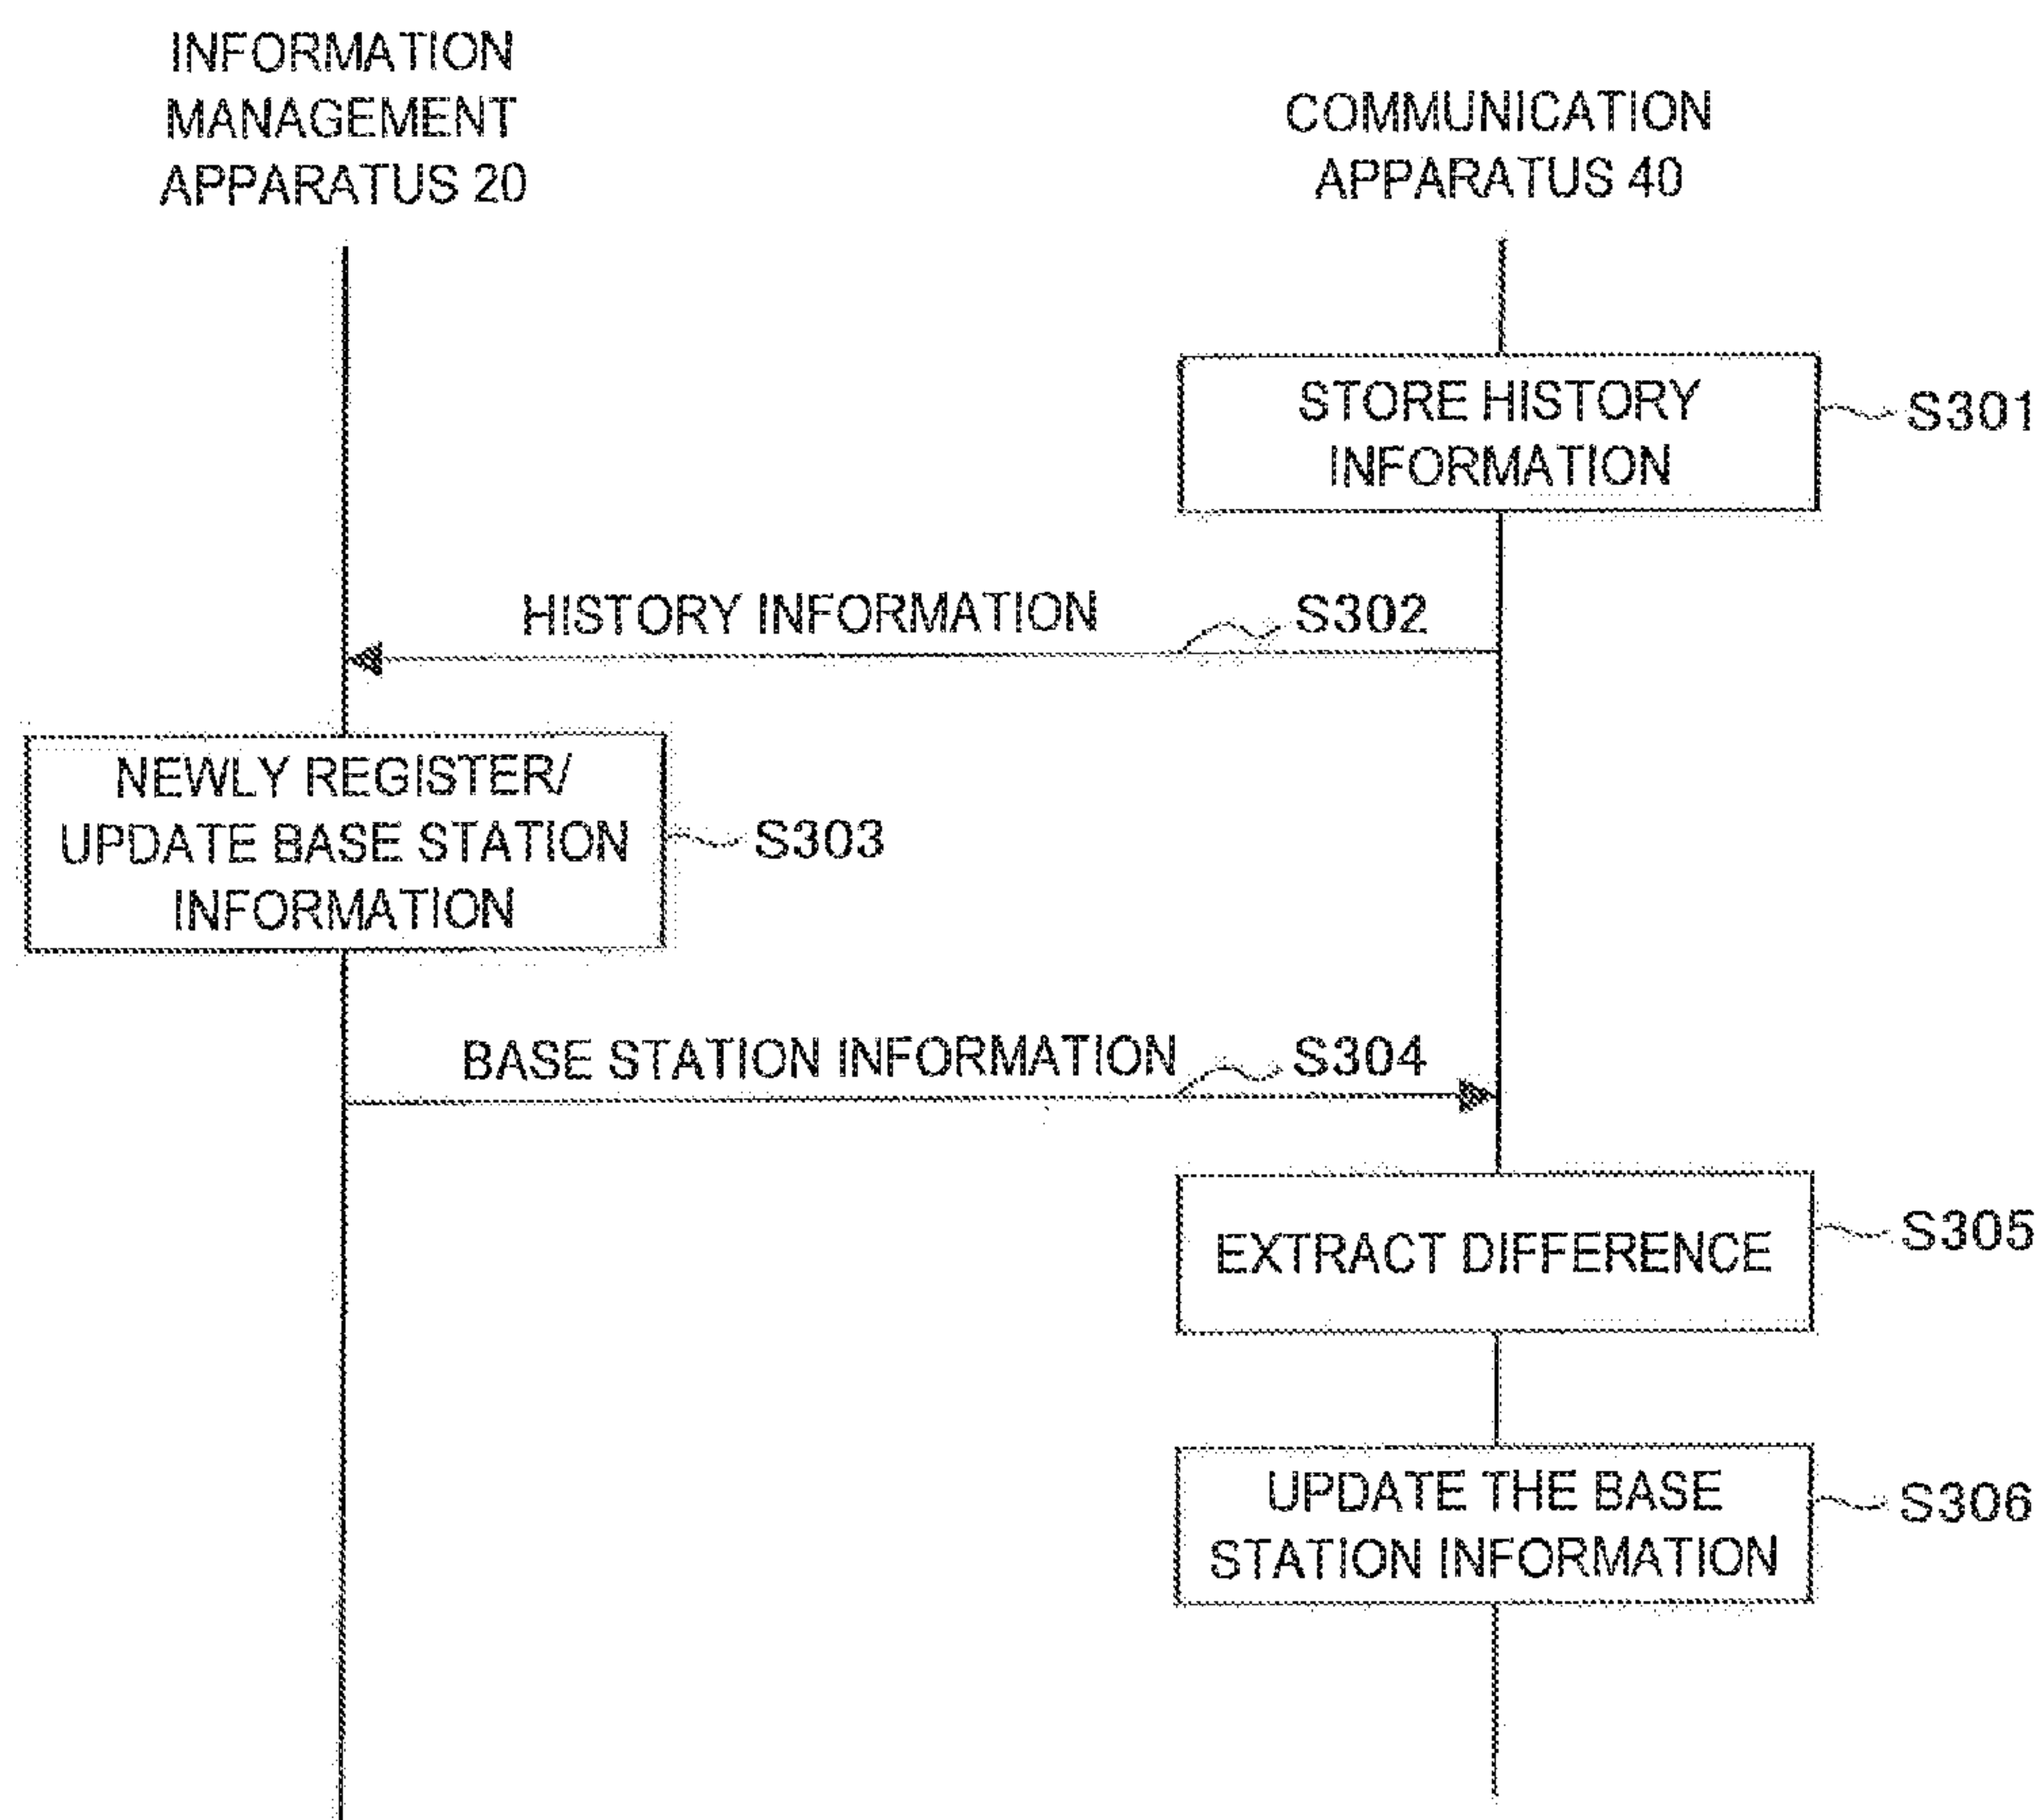 INFORMATION
MANAGEMENT
APPARATUS 20
COMMUNICATION
APPARATUS 40
STORE HISTORY
INFORMATION
S301
HISTORY INFORMATION
S302
NEWLY REGISTER/
UPDATE BASE STATION
INFORMATION
S303
BASE STATION INFORMATION
S304
EXTRACT DIFFERENCE
S305
UPDATE THE BASE
STATION INFORMATION
S306